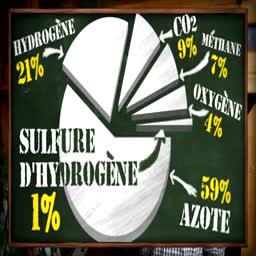 HYDROGÈNE
21%
CO2
9%
MÉTHANE
7%
OXYGÈNE
4%
SULFURE
D'HYDROGÈNE
1%
59%
AZOTE